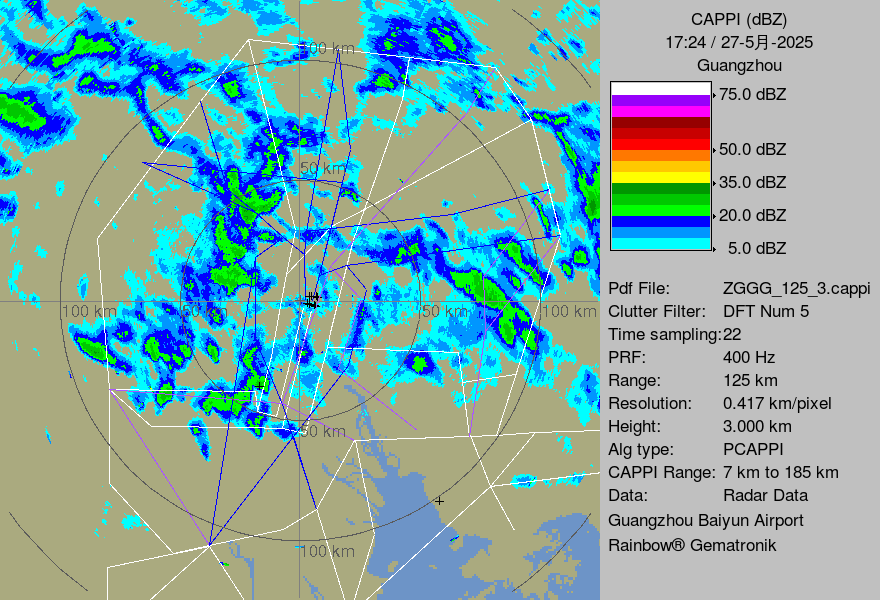 CAPPI (dBZ)
17:24 / 27-5月-2025
Guangzhou
75.0 dBZ
50.0 dBZ
35.0 dBZ
20.0 dBZ
5.0 dBZ
Pdf File: ZGGG_125_3.cappi
Clutter Filter: DFT Num 5
Time sampling:22
PRF: 400 Hz
Range: 125 km
Resolution: 0.417 km/pixel
Height: 3.000 km
Alg type: PCAPPI
CAPPI Range: 7 km to 185 km
Data: Radar Data
Guangzhou Baiyun Airport
Rainbow® Gematronik
100 km
50 km
100 km
50 km
50 km
100 km
50 km
100 km